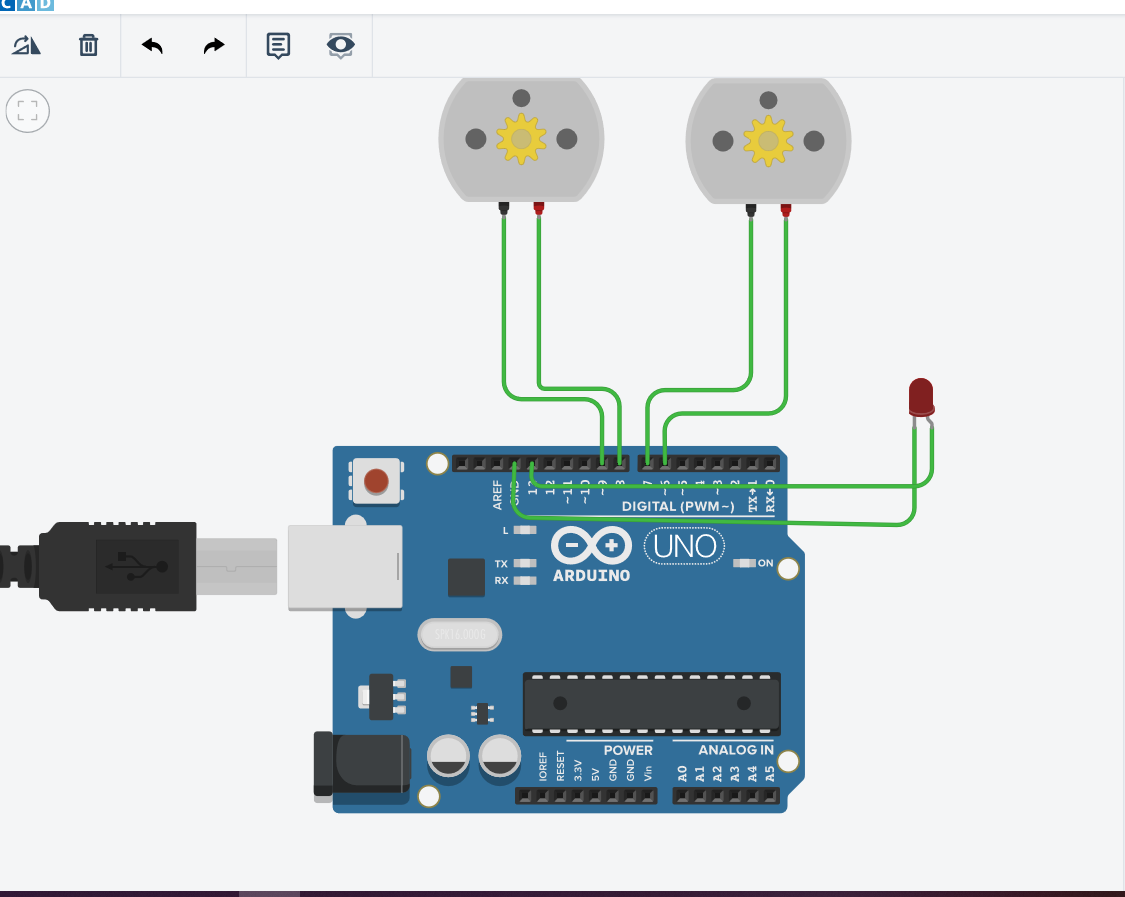 CAD
AREF
GND
13
12
~11
~10
~9
8
7
~6
~5
4
~3
2
TX→1
RX←0
DIGITAL (PWM~)
L
TX
RX
ARDUINO
UNO
ON
POWER
ANALOG IN
IOREF
RESET
3.3V
5V
GND
GND
Vin
A0
A1
A2
A3
A4
A5